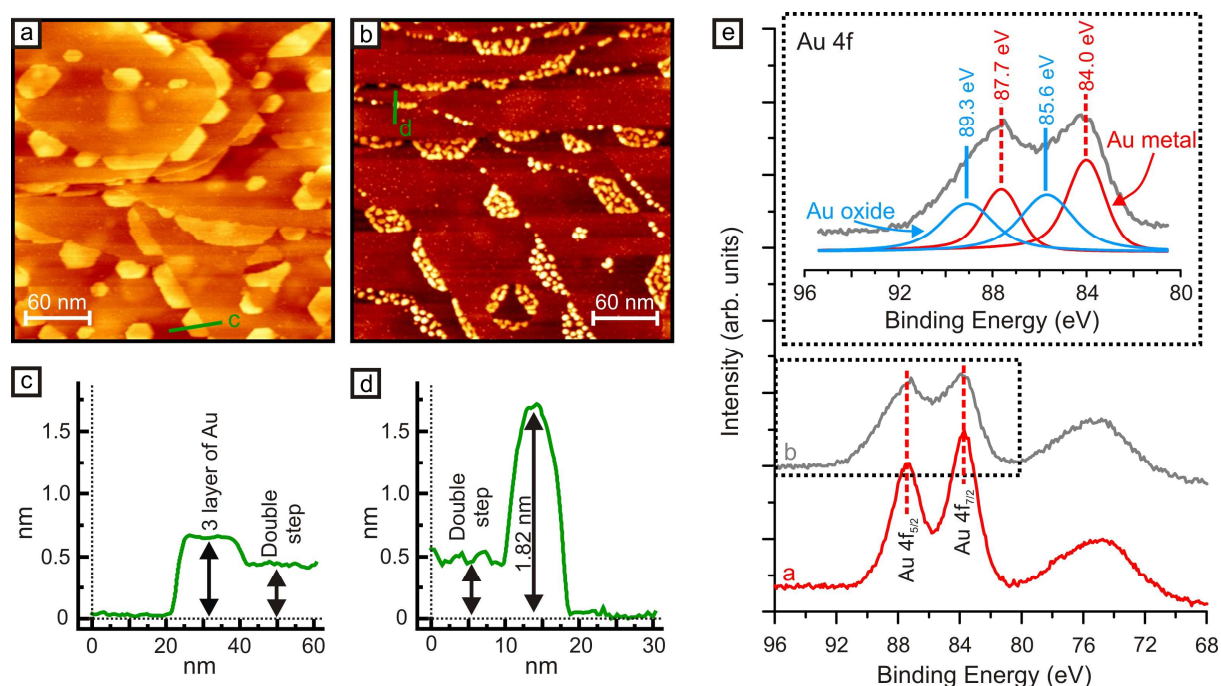 a
60 nm
c
b
d
60 nm
c
1.5
1.0
0.5
0
nm
3 layer of Au
Double
step
0 20 40 60
nm
d
1.5
1.0
0.5
0
nm
Double
step
1.82 nm
0 10 20 30
nm
e
Intensity (arb. units)
Au 4f
89.3 eV
87.7 eV
85.6 eV
84.0 eV
Au metal
Au oxide
96 92 88 84 80
Binding Energy (eV)
b
a
Au 4f5/2
Au 4f7/2
96 92 88 84 80 76 72 68
Binding Energy (eV)